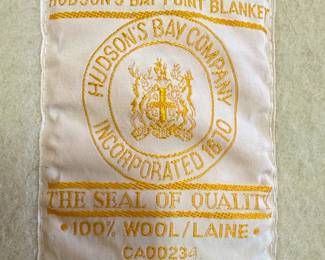 HUDSON'S BAY POINT BLANKET
HUDSON'S BAY COMPANY
INCORPORATED 1670
THE SEAL OF QUALITY
· 100% WOOL/LAINE ·
CA00234